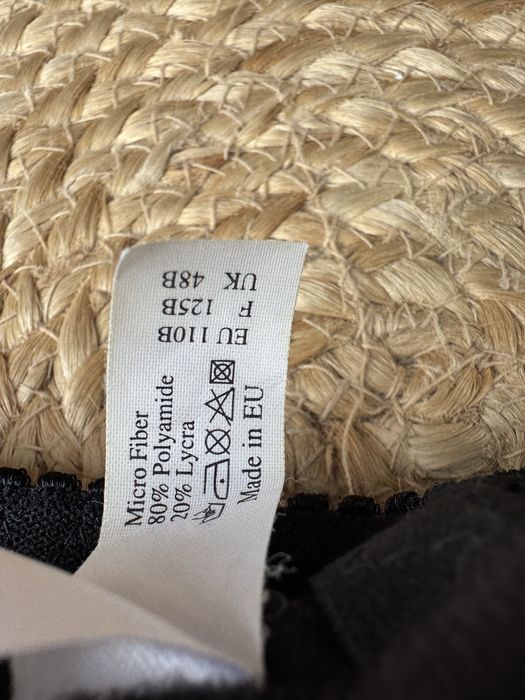 EU 110B
F 125B
UK 48B
Micro Fiber
80% Polyamide
20% Lycra
Made in EU